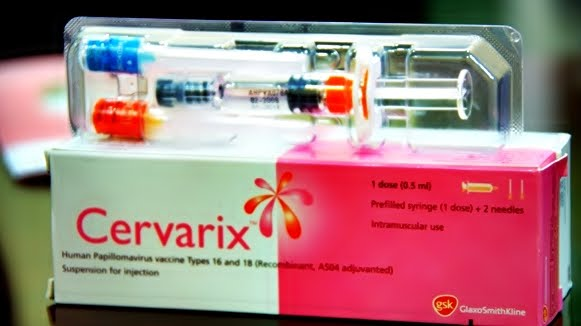 Cervarix™
Human Papillomavirus vaccine Types 16 and 18 (Recombinant, AS04 adjuvanted)
Suspension for injection
1 dose (0.5 ml)
Prefilled syringe (1 dose) + 2 needles
Intramuscular use
gsk GlaxoSmithKline